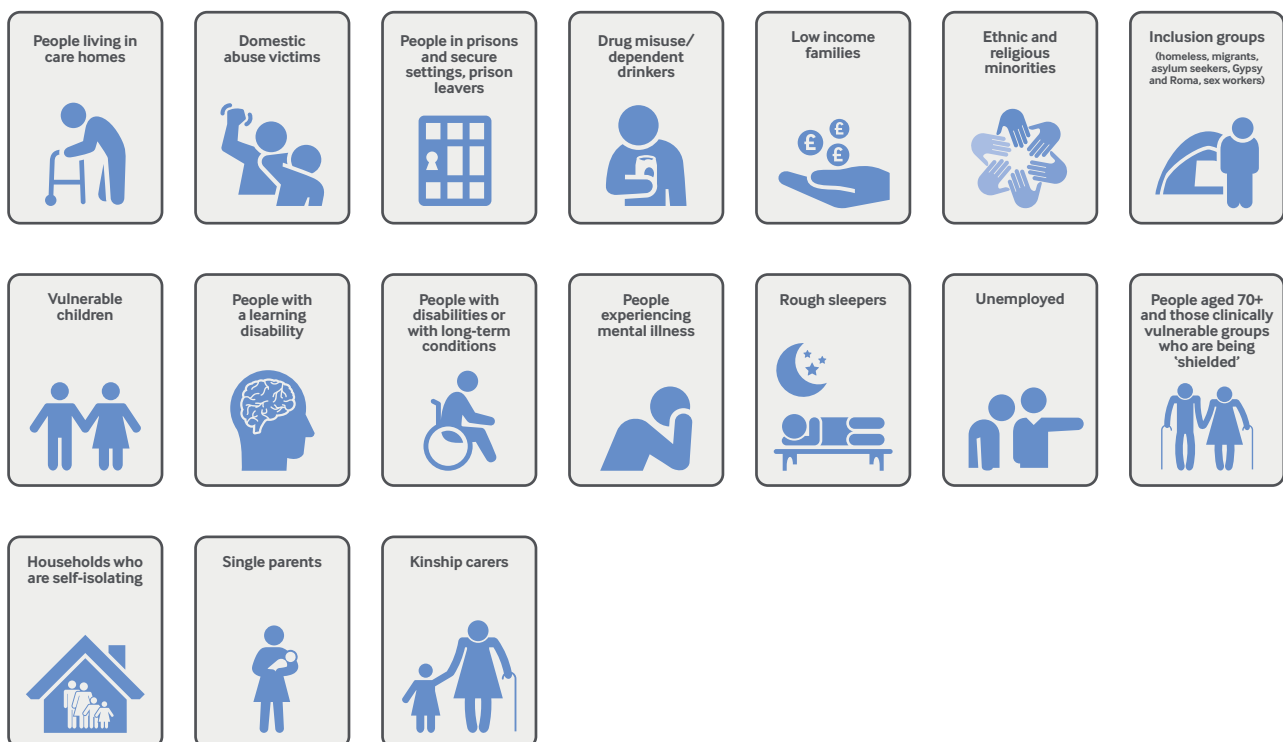 People living in
care homes
Domestic
abuse victims
People in prisons
and secure
settings, prison
leavers
Drug misuse/
dependent
drinkers
Low income
families
££
£
Ethnic and
religious
minorities
Inclusion groups
(homeless, migrants,
asylum seekers, Gypsy
and Roma, sex workers)
Vulnerable
children
People with
a learning
disability
People with
disabilities or
with long-term
conditions
People
experiencing
mental illness
Rough sleepers
Unemployed
People aged 70+
and those clinically
vulnerable groups
who are being
‘shielded’
Households who
are self-isolating
Single parents
Kinship carers